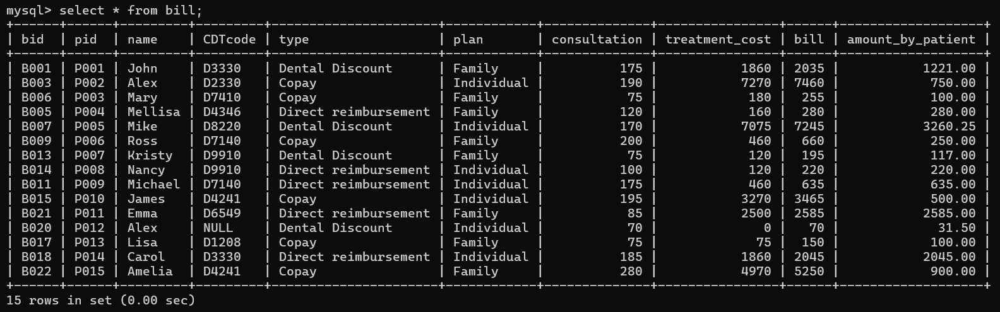 mysql> select * from bill;
+------+------+---------+---------+----------------------+------------+--------------+----------------+------+-------------------+
| bid  | pid  | name    | CDTcode | type                 | plan       | consultation | treatment_cost | bill | amount_by_patient |
+------+------+---------+---------+----------------------+------------+--------------+----------------+------+-------------------+
| B001 | P001 | John    | D3330   | Dental Discount      | Family     |          175 |           1860 | 2035 |           1221.00 |
| B003 | P002 | Alex    | D2330   | Copay                | Individual |          190 |           7270 | 7460 |            750.00 |
| B006 | P003 | Mary    | D7410   | Copay                | Family     |           75 |            180 |  255 |            100.00 |
| B005 | P004 | Mellisa | D4346   | Direct reimbursement | Family     |          120 |            160 |  280 |            280.00 |
| B007 | P005 | Mike    | D8220   | Dental Discount      | Individual |          170 |           7075 | 7245 |           3260.25 |
| B009 | P006 | Ross    | D7140   | Copay                | Family     |          200 |            460 |  660 |            250.00 |
| B013 | P007 | Kristy  | D9910   | Dental Discount      | Family     |           75 |            120 |  195 |            117.00 |
| B014 | P008 | Nancy   | D9910   | Direct reimbursement | Individual |          100 |            120 |  220 |            220.00 |
| B011 | P009 | Michael | D7140   | Direct reimbursement | Individual |          175 |            460 |  635 |            635.00 |
| B015 | P010 | James   | D4241   | Copay                | Individual |          195 |           3270 | 3465 |            500.00 |
| B021 | P011 | Emma    | D6549   | Direct reimbursement | Family     |           85 |           2500 | 2585 |           2585.00 |
| B020 | P012 | Alex    | NULL    | Dental Discount      | Individual |           70 |              0 |   70 |             31.50 |
| B017 | P013 | Lisa    | D1208   | Copay                | Family     |           75 |             75 |  150 |            100.00 |
| B018 | P014 | Carol   | D3330   | Direct reimbursement | Individual |          185 |           1860 | 2045 |           2045.00 |
| B022 | P015 | Amelia  | D4241   | Copay                | Family     |          280 |           4970 | 5250 |            900.00 |
+------+------+---------+---------+----------------------+------------+--------------+----------------+------+-------------------+
15 rows in set (0.00 sec)